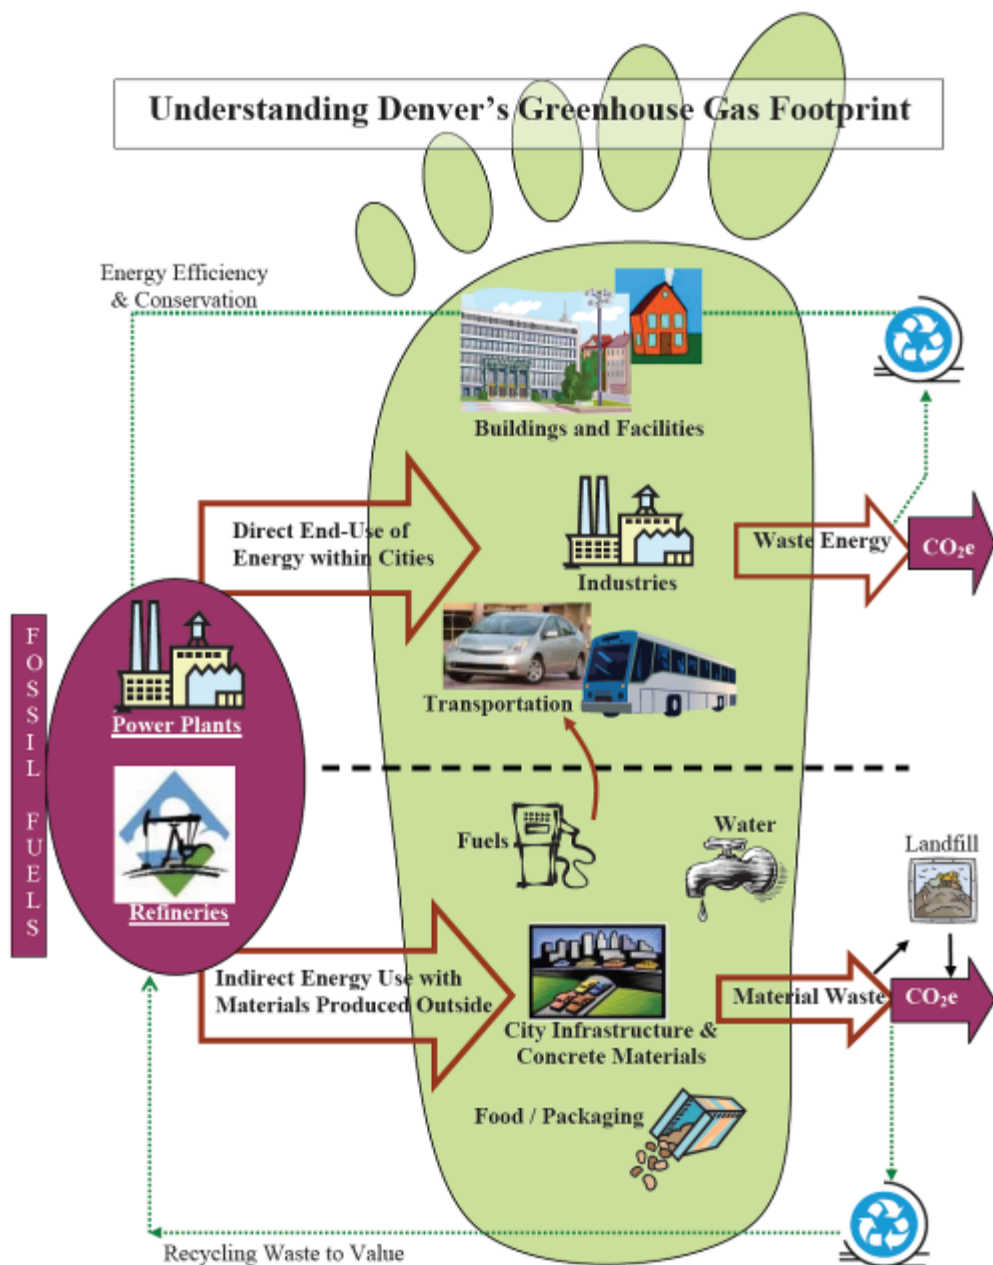 Understanding Denver's Greenhouse Gas Footprint
Energy Efficiency
& Conservation
Buildings and Facilities
Direct End-Use of
Energy within Cities
Industries
Waste Energy
CO₂e
Transportation
FOSSIL FUELS
Power Plants
Refineries
Fuels
Water
Landfill
Indirect Energy Use with
Materials Produced Outside
City Infrastructure &
Concrete Materials
Material Waste
CO₂e
Food / Packaging
Recycling Waste to Value